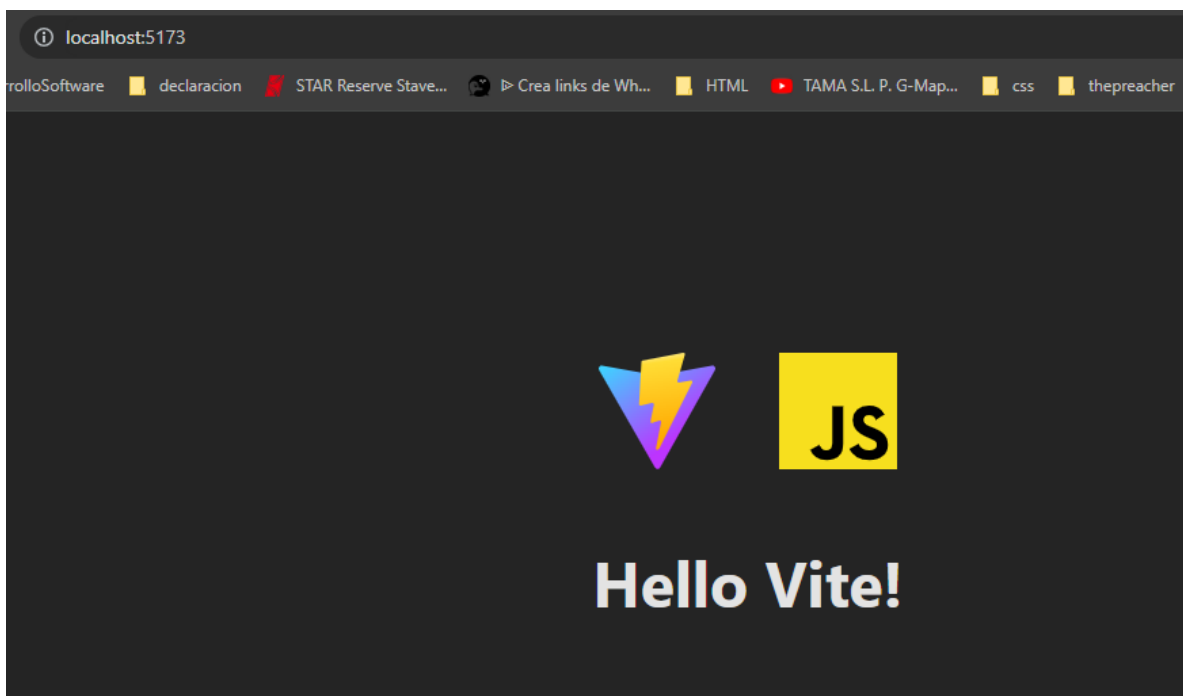 localhost:5173
rrolloSoftware declaracion STAR Reserve Stave... ⊳ Crea links de Wh... HTML TAMA S.L. P. G-Map... css thepreacher
JS
Hello Vite!